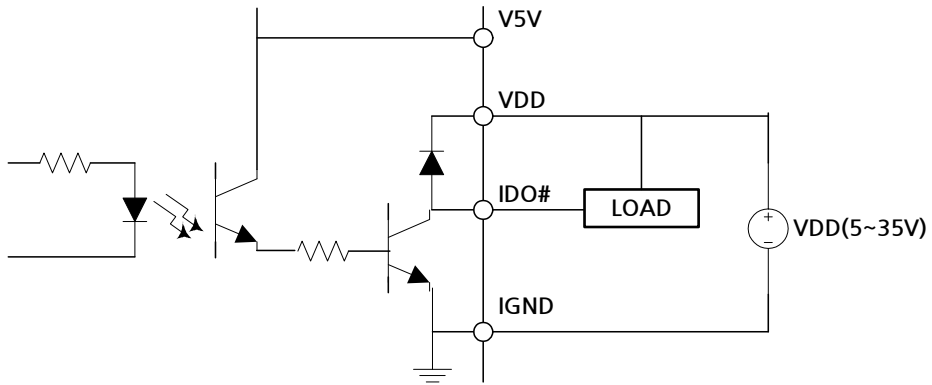 V5V
VDD
IDO#
LOAD
VDD(5~35V)
IGND